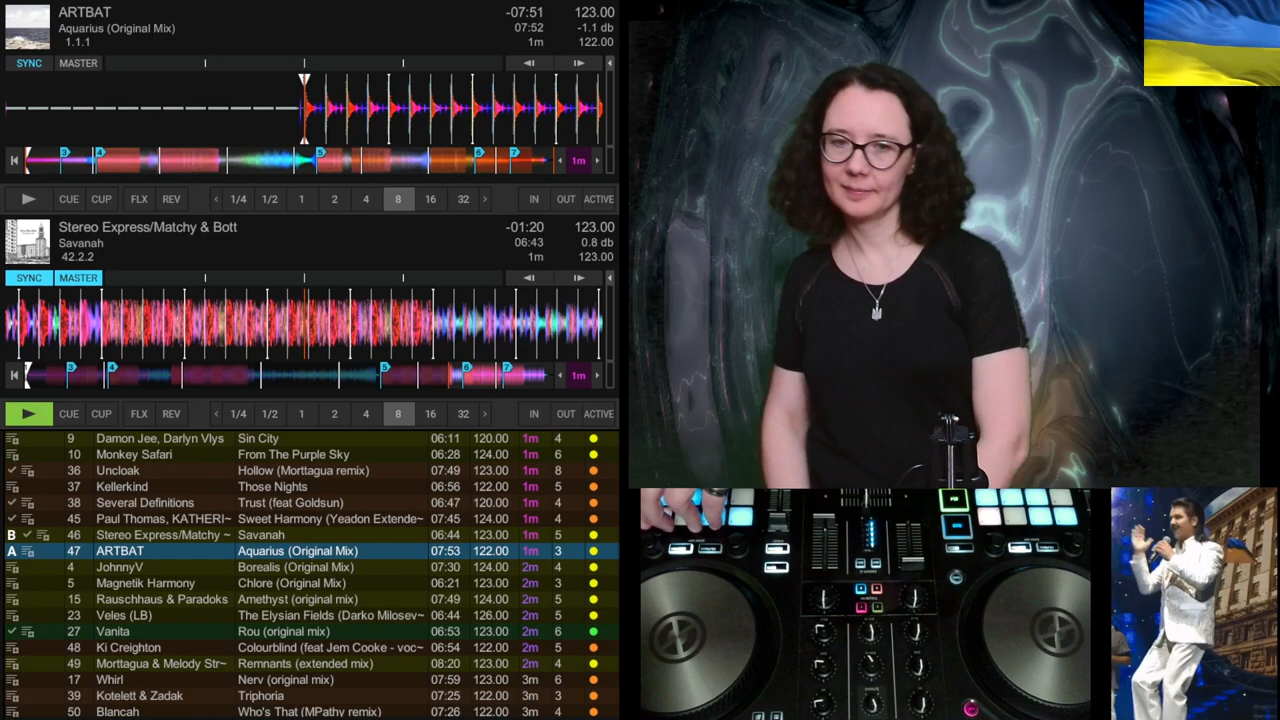 ARTBAT -07:51 123.00
Aquarius (Original Mix) 07:52 -1.1 db
1.1.1 1m 122.00
SYNC MASTER
3 4 5 6 7 1m
CUE CUP FLX REV 1/4 1/2 1 2 4 8 16 32 IN OUT ACTIVE
Stereo Express/Matchy & Bott -01:20 123.00
Savanah 06:43 0.8 db
42.2.2 1m 123.00
SYNC MASTER
3 4 5 6 7 1m
CUE CUP FLX REV 1/4 1/2 1 2 4 8 16 32 IN OUT ACTIVE
9 Damon Jee, Darlyn Vlys Sin City 06:11 120.00 1m 4
10 Monkey Safari From The Purple Sky 06:28 124.00 1m 6
36 Uncloak Hollow (Morttagua remix) 07:49 123.00 1m 8
37 Kellerkind Those Nights 06:56 122.00 1m 5
38 Several Definitions Trust (feat Goldsun) 06:47 120.00 1m 4
45 Paul Thomas, KATHERI~ Sweet Harmony (Yeadon Extende~ 07:45 124.00 1m 4
B 46 Stereo Express/Matchy ~ Savanah 06:44 123.00 1m 5
A 47 ARTBAT Aquarius (Original Mix) 07:53 122.00 1m 3
4 JohnnyV Borealis (Original Mix) 07:30 124.00 2m 4
5 Magnetik Harmony Chlore (Original Mix) 06:21 123.00 2m 3
15 Rauschhaus & Paradoks Amethyst (original mix) 07:49 124.00 2m 5
23 Veles (LB) The Elysian Fields (Darko Milosev~ 06:44 126.00 2m 5
27 Vanita Rou (original mix) 06:53 123.00 2m 6
48 Ki Creighton Colourblind (feat Jem Cooke - voc~ 06:54 122.00 2m 5
49 Morttagua & Melody Str~ Remnants (extended mix) 08:20 123.00 2m 4
17 Whirl Nerv (original mix) 07:59 123.00 3m 6
39 Kotelett & Zadak Triphoria 07:25 122.00 3m 3
50 Blancah Who's That (MPathy remix) 07:26 122.00 3m 4